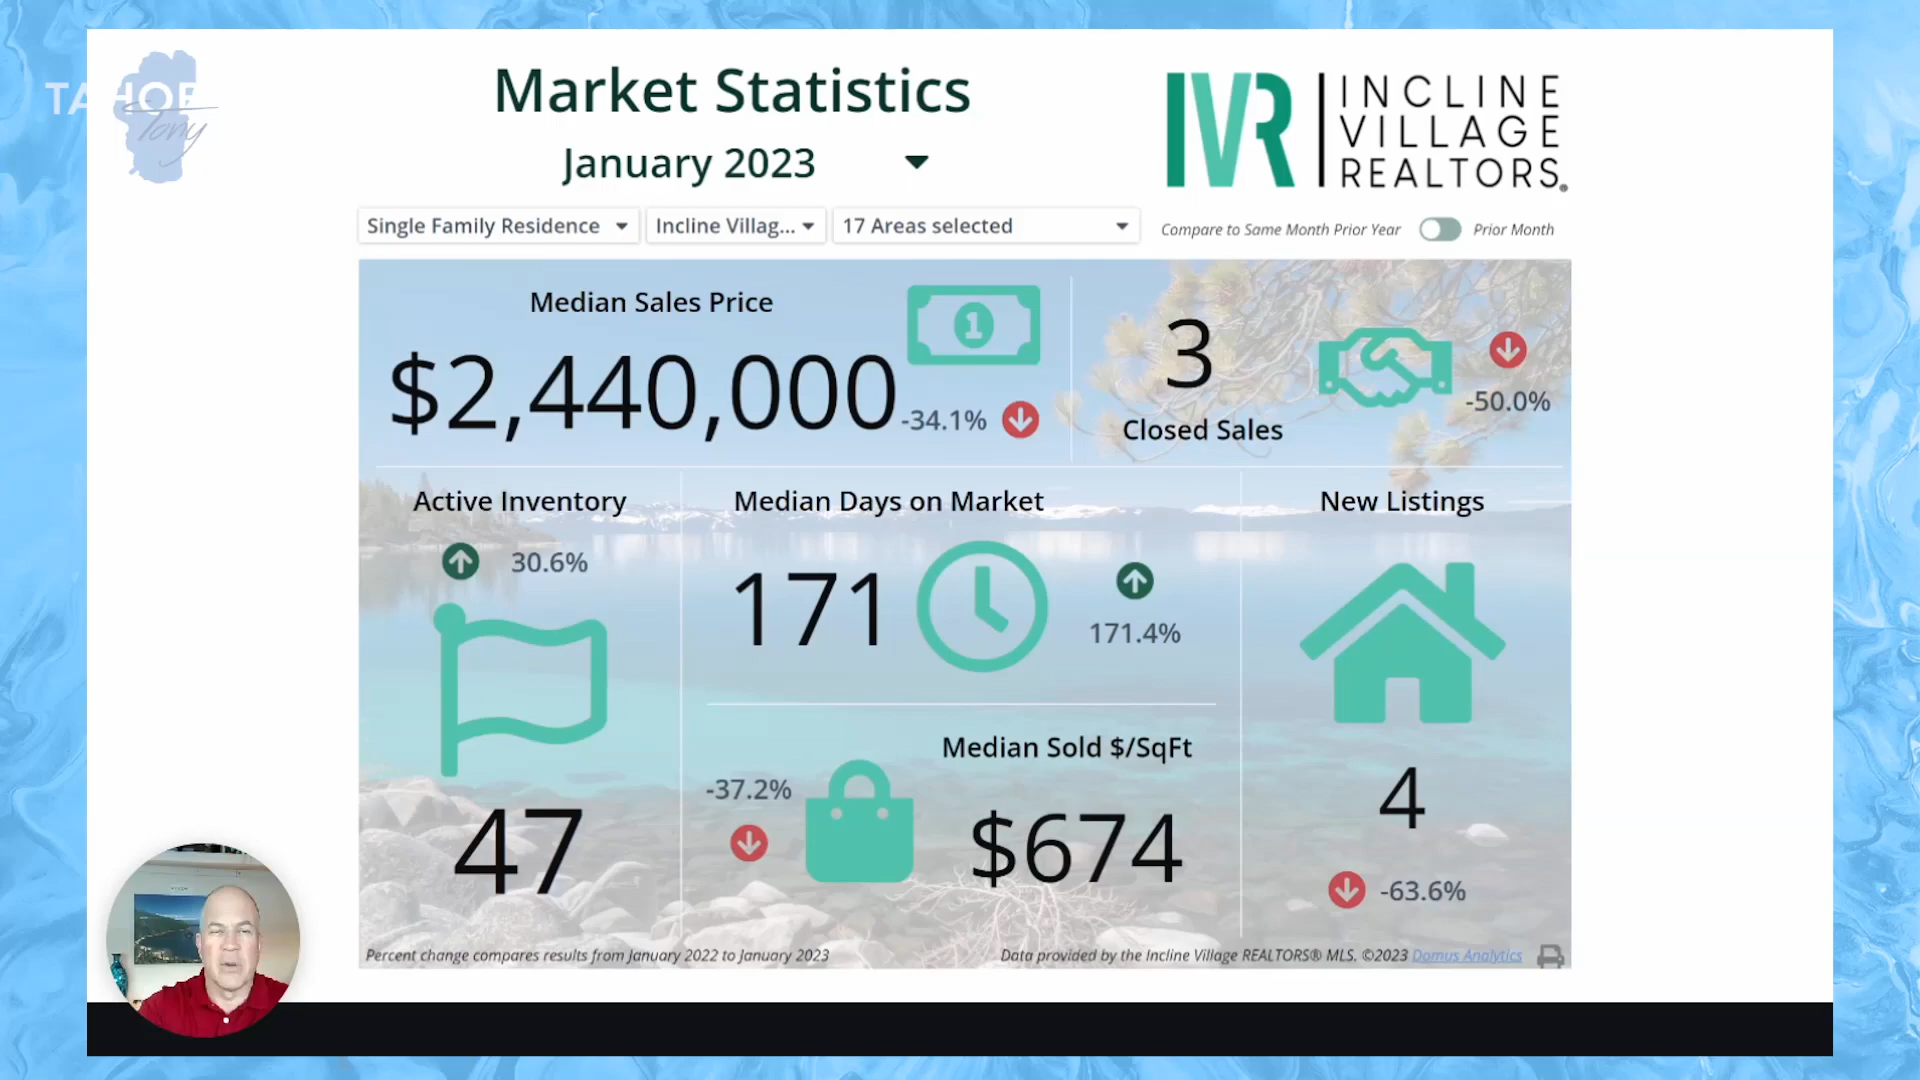 TAHOE
Tony
Market Statistics
January 2023
INCLINE
VILLAGE
REALTORS®
IVR
Single Family Residence
Incline Villag...
17 Areas selected
Compare to Same Month Prior Year
Prior Month
Median Sales Price
1
$2,440,000
-34.1%
3
Closed Sales
-50.0%
Active Inventory
30.6%
47
Median Days on Market
171
171.4%
Median Sold $/SqFt
-37.2%
$674
New Listings
4
-63.6%
Percent change compares results from January 2022 to January 2023
Data provided by the Incline Village REALTORS® MLS. ©2023 Domus Analytics